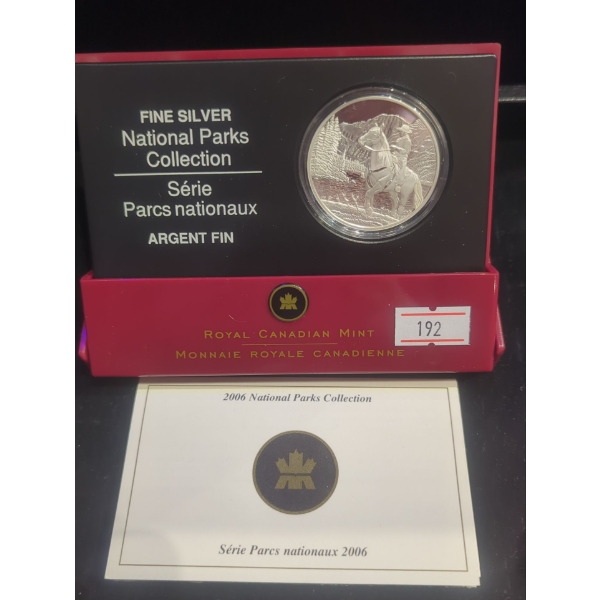 FINE SILVER
National Parks
Collection
Série
Parcs nationaux
ARGENT FIN
ROYAL CANADIAN MINT
MONNAIE ROYALE CANADIENNE
192
2006 National Parks Collection
Série Parcs nationaux 2006